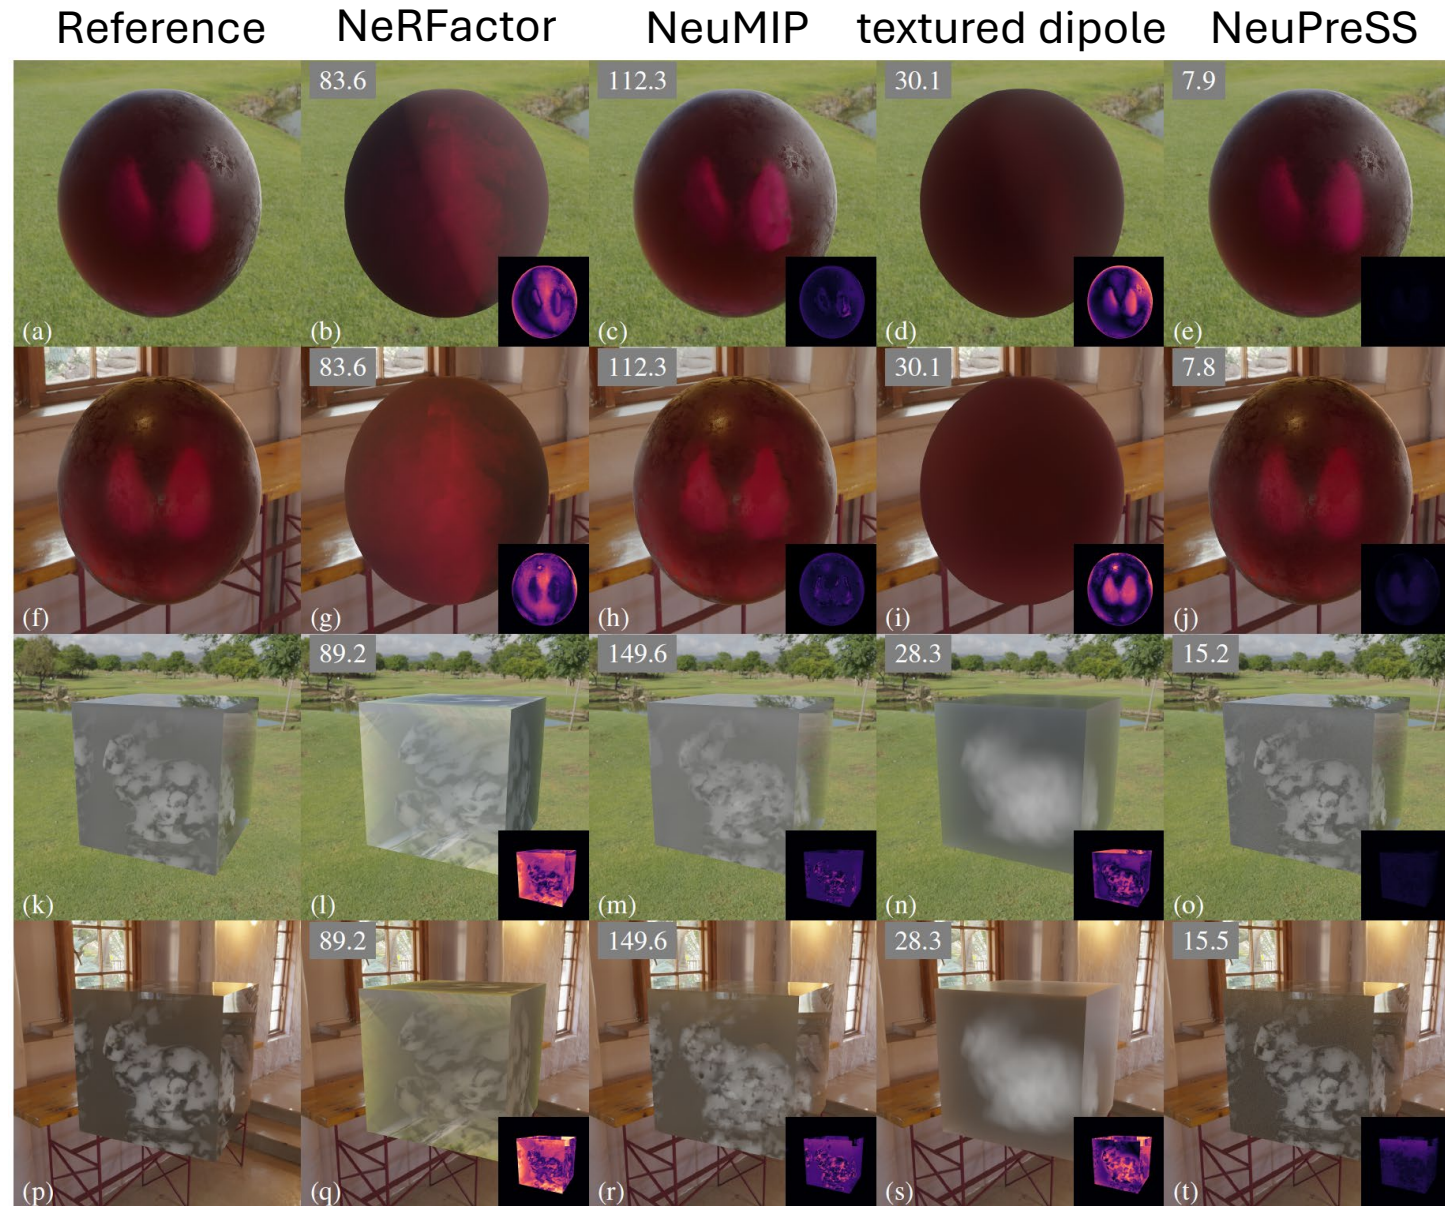 Reference NeRFactor NeuMIP textured dipole NeuPreSS
83.6 112.3 30.1 7.9
(a) (b) (c) (d) (e)
83.6 112.3 30.1 7.8
(f) (g) (h) (i) (j)
89.2 149.6 28.3 15.2
(k) (l) (m) (n) (o)
89.2 149.6 28.3 15.5
(p) (q) (r) (s) (t)